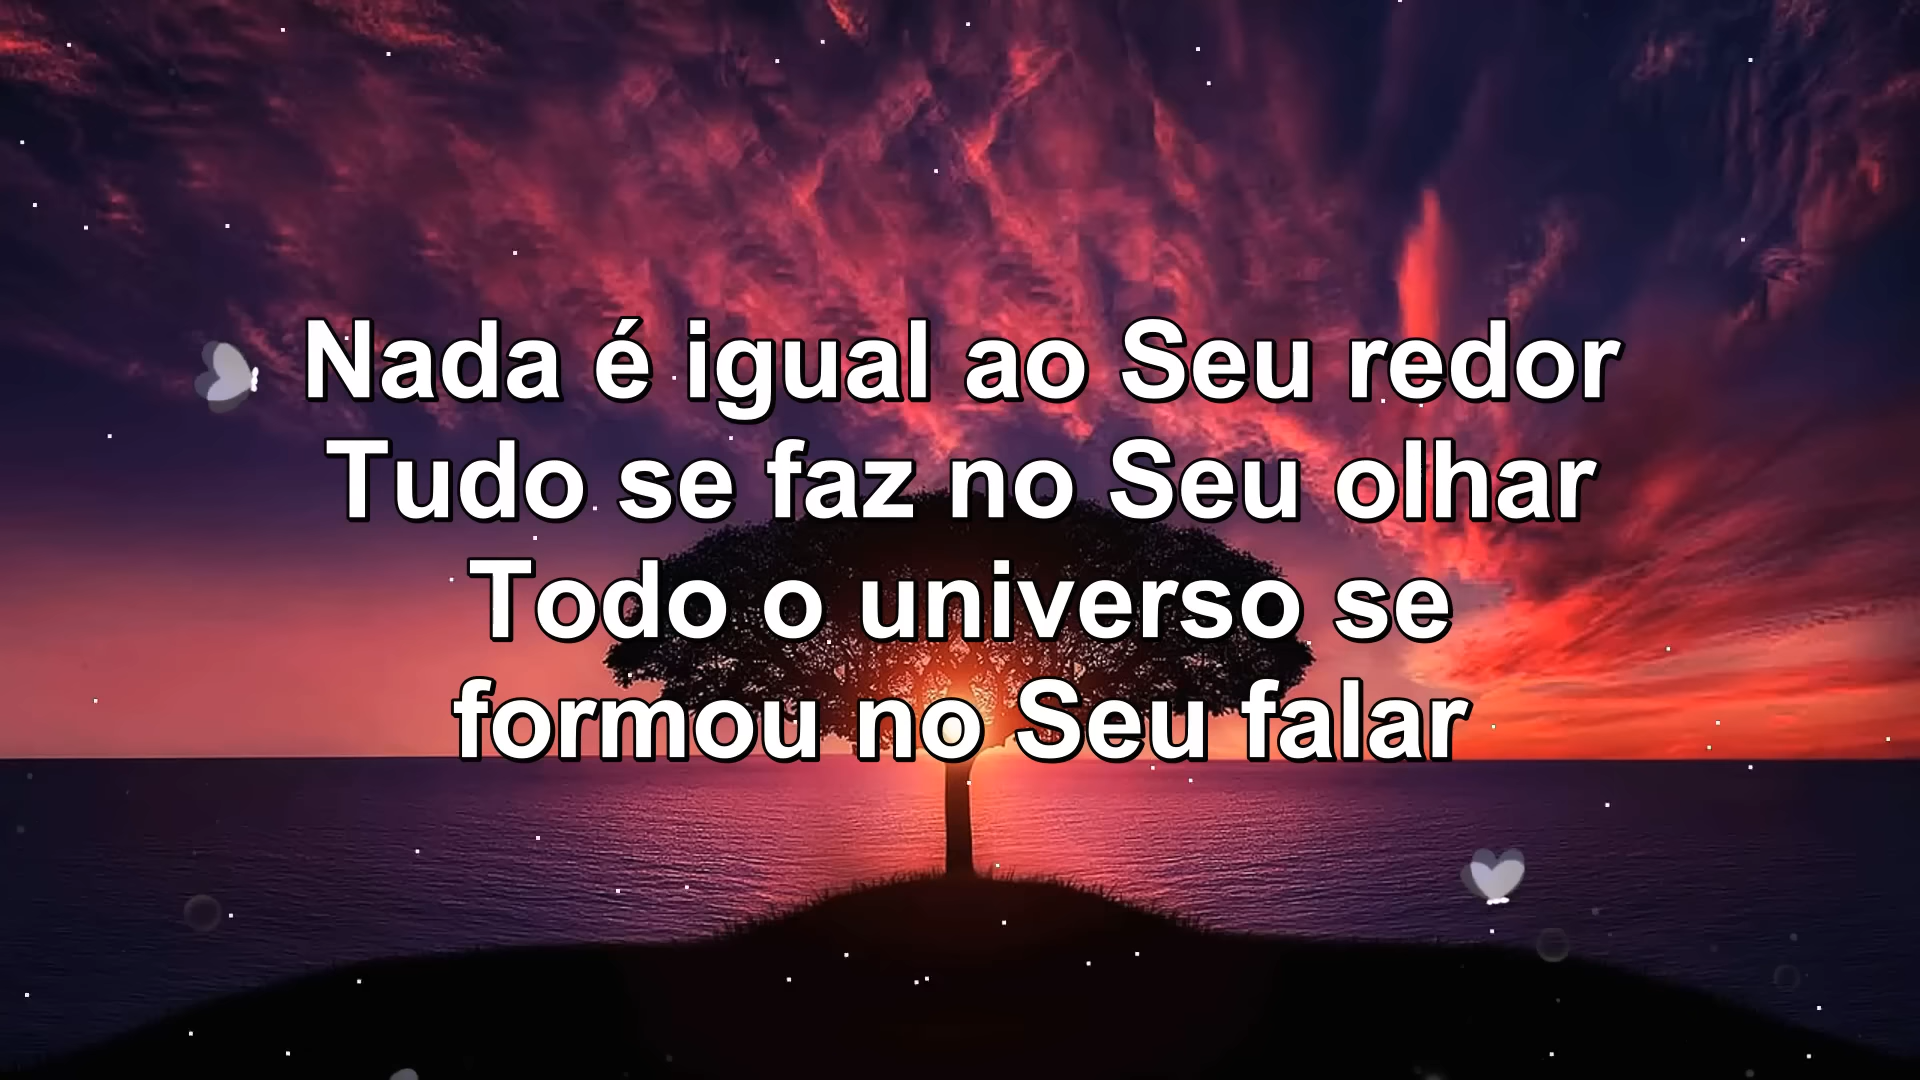 Nada é igual ao Seu redor
Tudo se faz no Seu olhar
Todo o universo se
formou no Seu falar